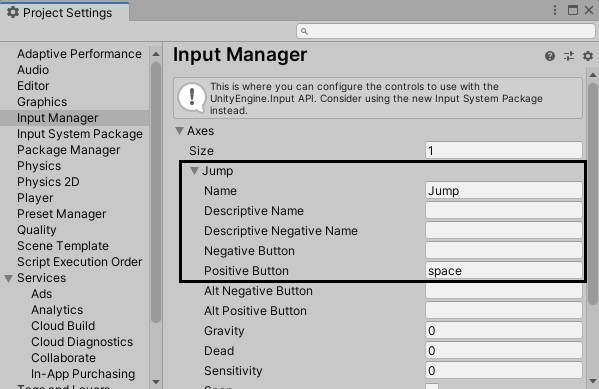 Project Settings
Adaptive Performance
Audio
Editor
Graphics
Input Manager
Input System Package
Package Manager
Physics
Physics 2D
Player
Preset Manager
Quality
Scene Template
Script Execution Order
Services
Ads
Analytics
Cloud Build
Cloud Diagnostics
Collaborate
In-App Purchasing
Tags and Layers
Input Manager
This is where you can configure the controls to use with the
UnityEngine.Input API. Consider using the new Input System Package
instead.
Axes
Size 1
Jump
Name Jump
Descriptive Name
Descriptive Negative Name
Negative Button
Positive Button space
Alt Negative Button
Alt Positive Button
Gravity 0
Dead 0
Sensitivity 0
Snap